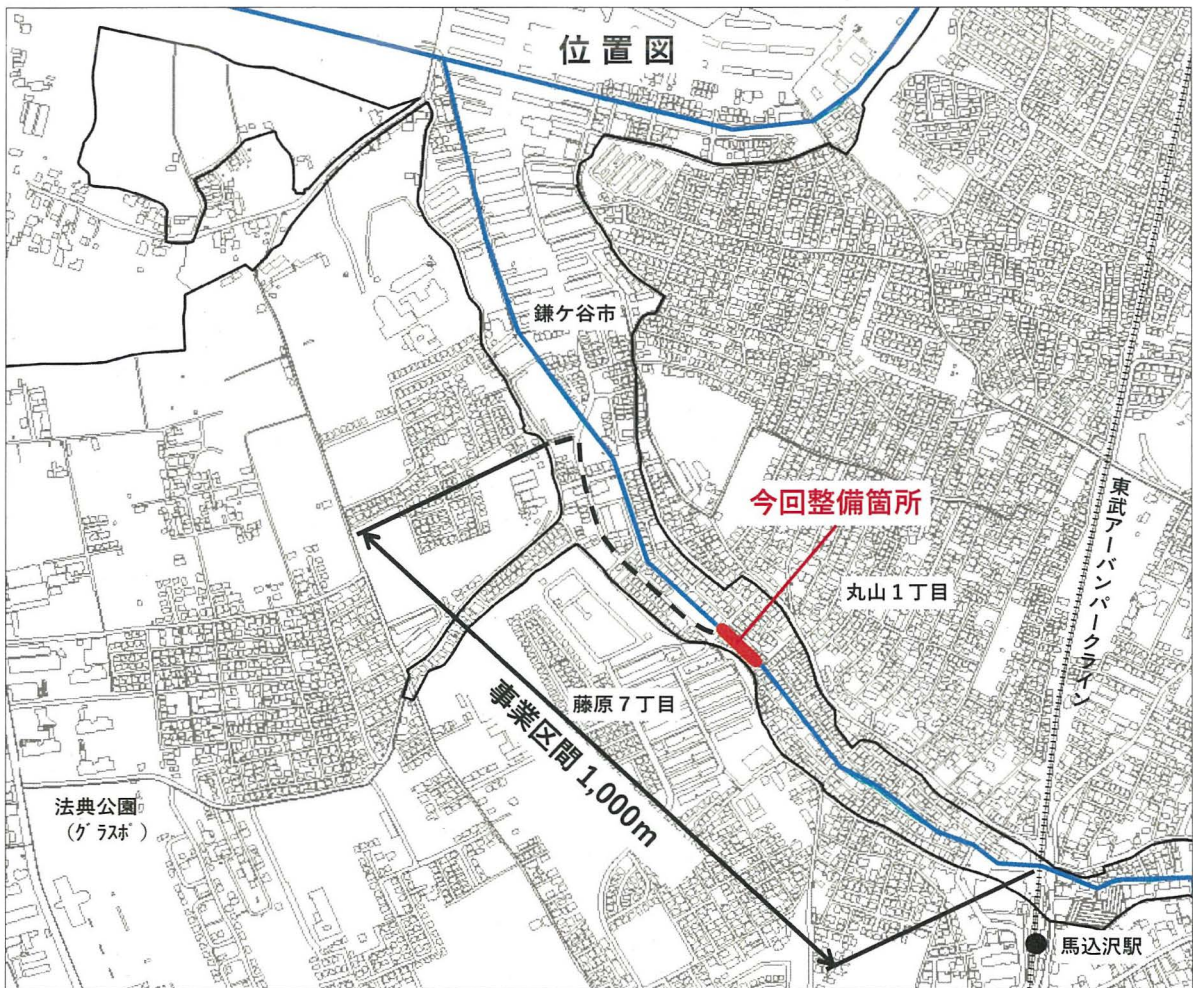 位置図
鎌ケ谷市
今回整備箇所
東武アーバンパークライン
丸山1丁目
藤原7丁目
事業区間 1,000m
法典公園
(グラスポ)
馬込沢駅